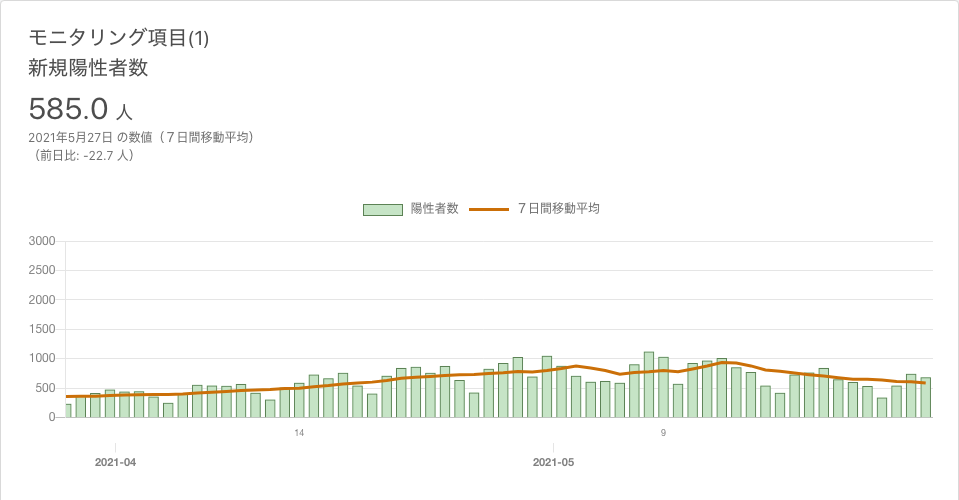 モニタリング項目(1)
新規陽性者数
585.0 人
2021年5月27日 の数値（７日間移動平均）
（前日比: -22.7 人）
陽性者数 ７日間移動平均
3000
2500
2000
1500
1000
500
0
14 9
2021-04 2021-05